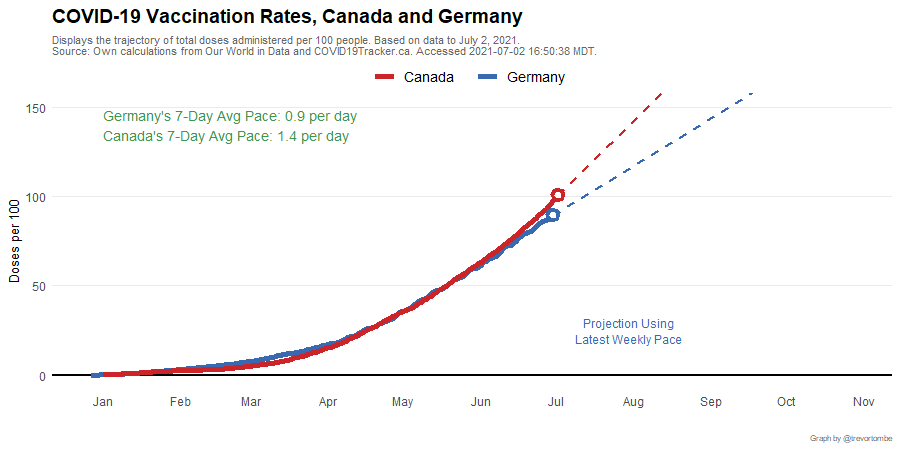 COVID-19 Vaccination Rates, Canada and Germany
Displays the trajectory of total doses administered per 100 people. Based on data to July 2, 2021.
Source: Own calculations from Our World in Data and COVID19Tracker.ca. Accessed 2021-07-02 16:50:38 MDT.
Canada Germany
150
Germany's 7-Day Avg Pace: 0.9 per day
Canada's 7-Day Avg Pace: 1.4 per day
100
Doses per 100
50
Projection Using
Latest Weekly Pace
0
Jan Feb Mar Apr May Jun Jul Aug Sep Oct Nov
Graph by @trevortombe